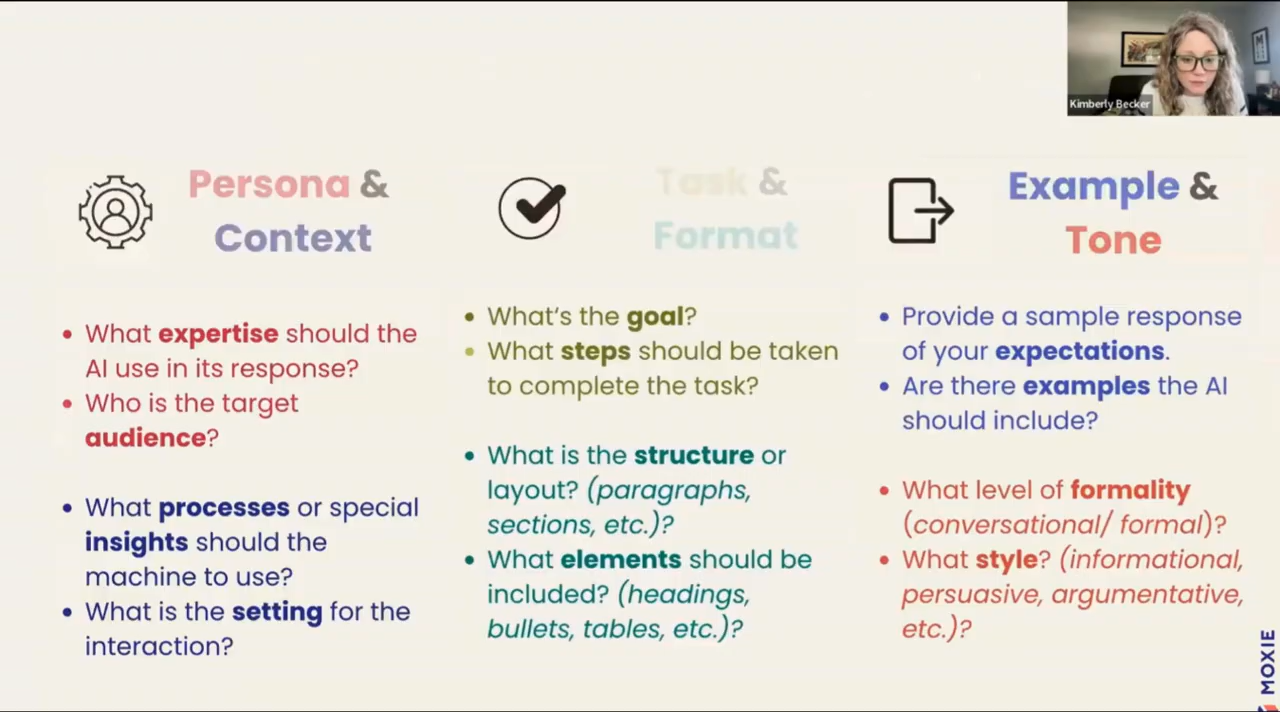 Kimberly Becker
Persona &
Context
• What expertise should the
AI use in its response?
• Who is the target
audience?
• What processes or special
insights should the
machine to use?
• What is the setting for the
interaction?
Task &
Format
• What's the goal?
• What steps should be taken
to complete the task?
• What is the structure or
layout? (paragraphs,
sections, etc.)?
• What elements should be
included? (headings,
bullets, tables, etc.)?
Example &
Tone
• Provide a sample response
of your expectations.
• Are there examples the AI
should include?
• What level of formality
(conversational/ formal)?
• What style? (informational,
persuasive, argumentative,
etc.)?
MOXIE